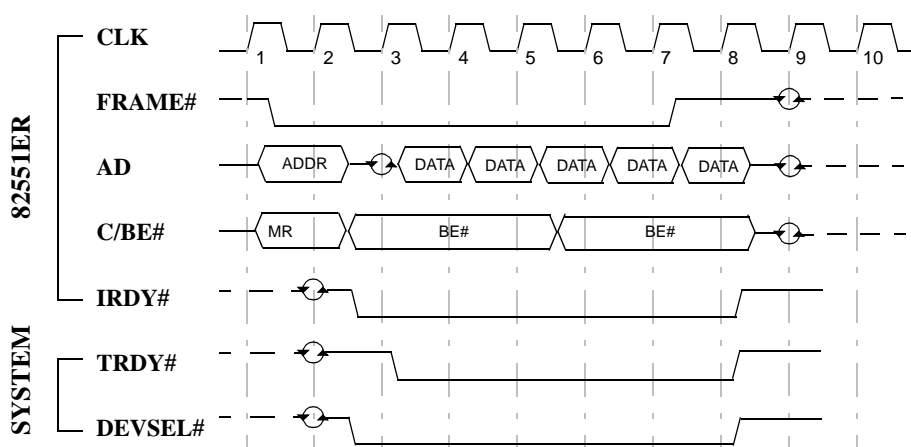 82551ER
SYSTEM
CLK
1 2 3 4 5 6 7 8 9 10
FRAME#
AD
ADDR DATA DATA DATA DATA DATA
C/BE#
MR BE# BE#
IRDY#
TRDY#
DEVSEL#